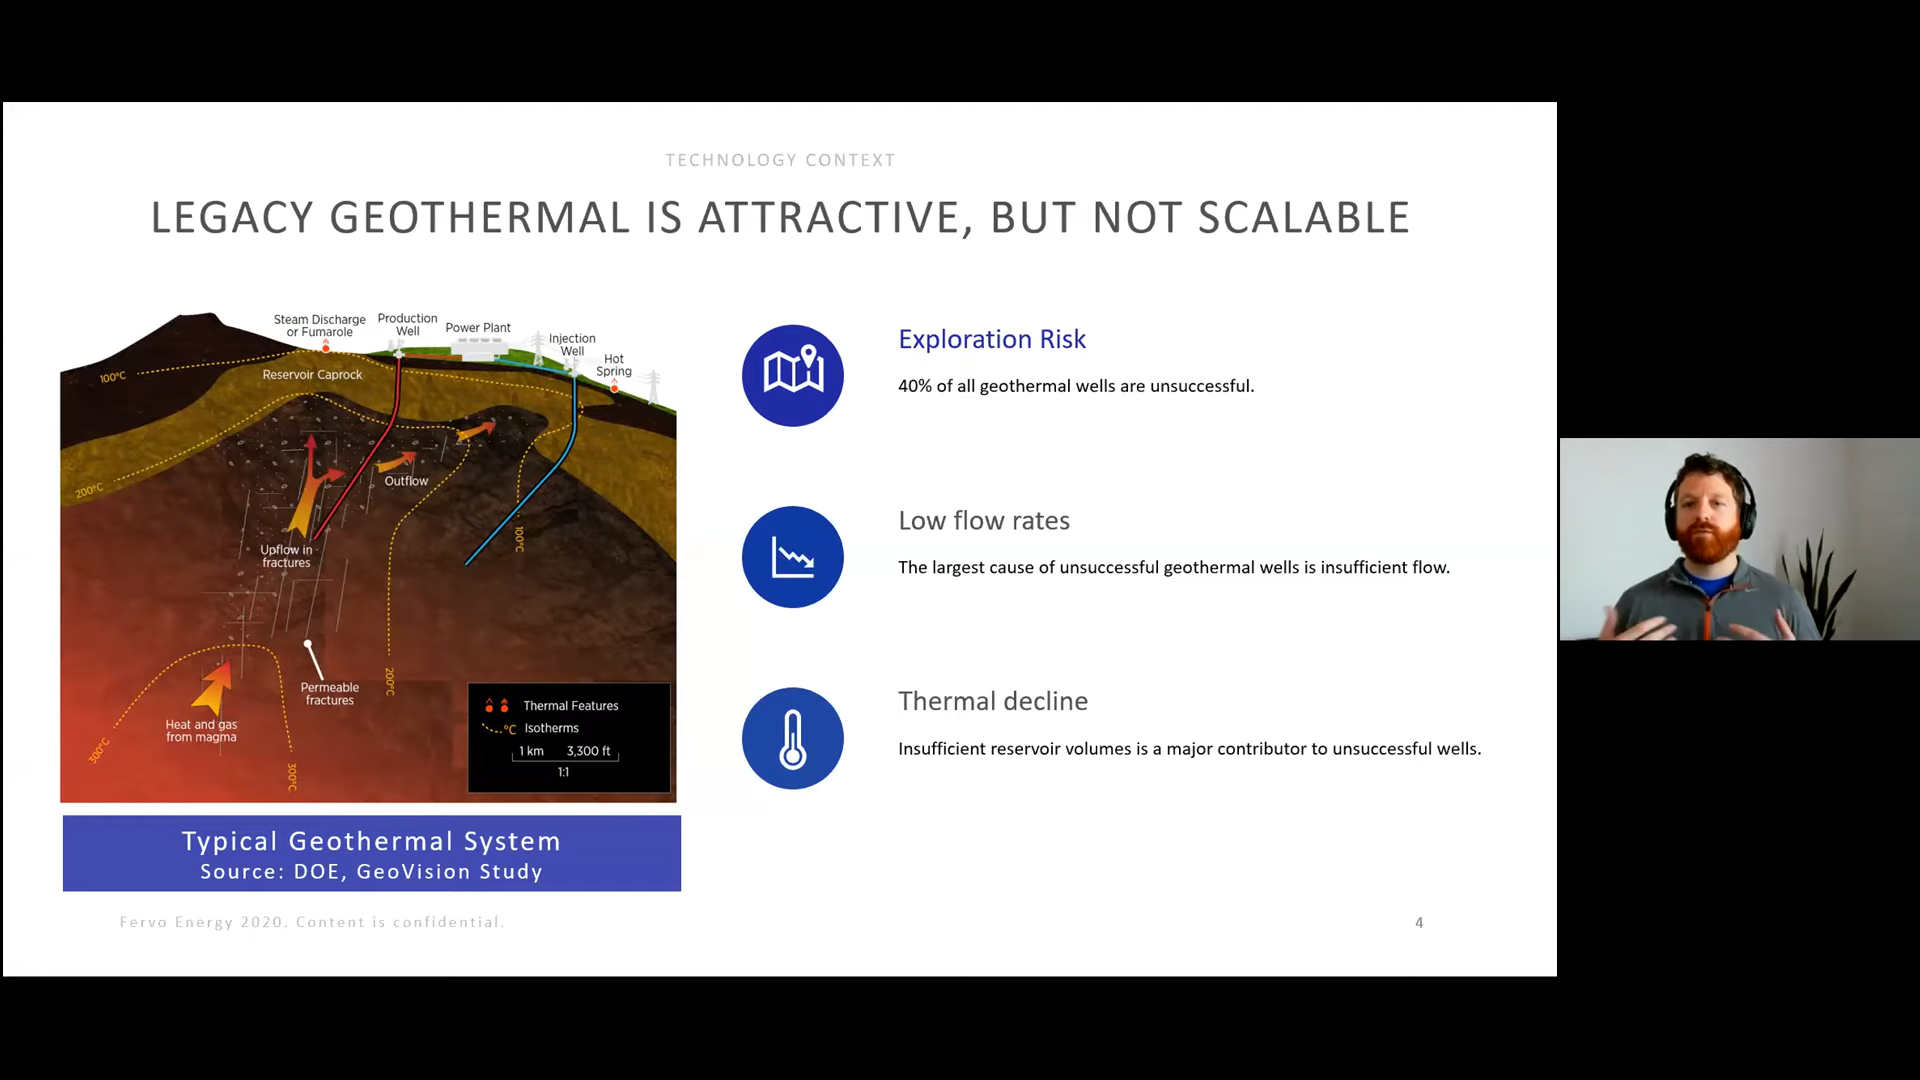 TECHNOLOGY CONTEXT
LEGACY GEOTHERMAL IS ATTRACTIVE, BUT NOT SCALABLE
Steam Discharge
or Fumarole
Production
Well
Power Plant
Injection
Well
Hot
Spring
100°C
Reservoir Caprock
200°C
Outflow
100°C
Upflow in
fractures
200°C
Permeable
fractures
Heat and gas
from magma
300°C
300°C
Thermal Features
°C Isotherms
1 km 3,300 ft
1:1
Typical Geothermal System
Source: DOE, GeoVision Study
Exploration Risk
40% of all geothermal wells are unsuccessful.
Low flow rates
The largest cause of unsuccessful geothermal wells is insufficient flow.
Thermal decline
Insufficient reservoir volumes is a major contributor to unsuccessful wells.
Fervo Energy 2020. Content is confidential.
4